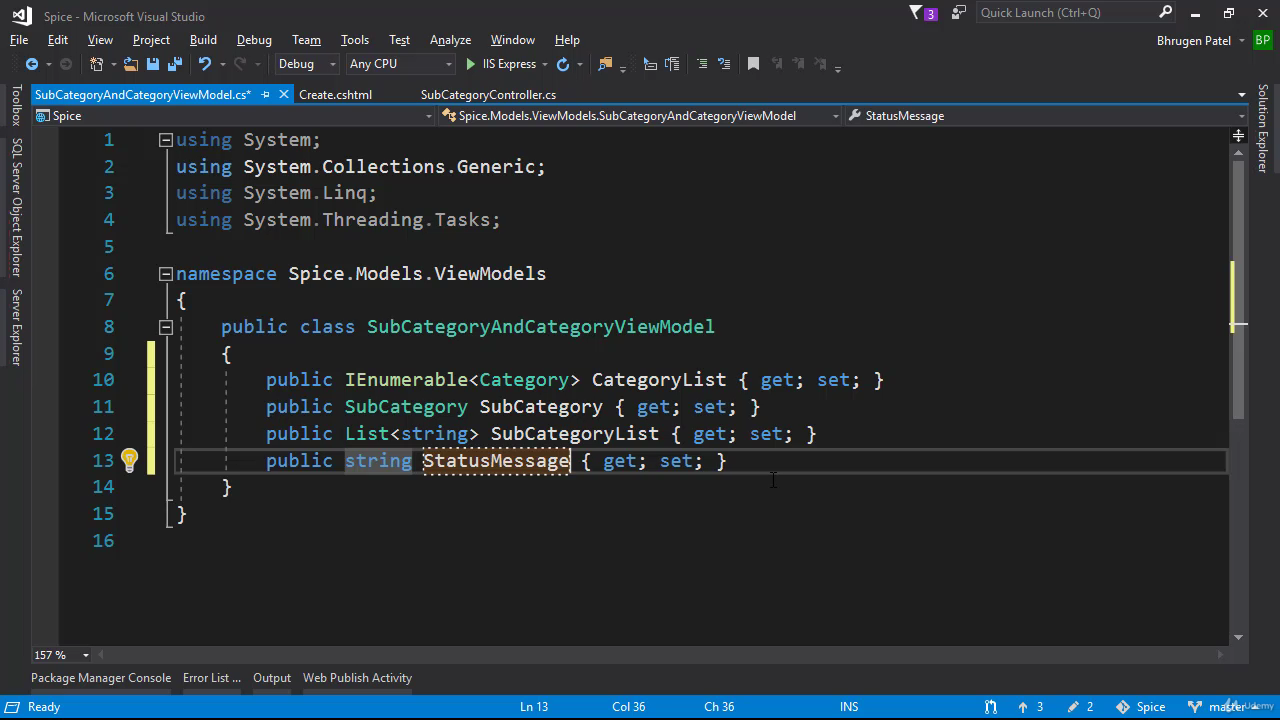 Spice - Microsoft Visual Studio
3
Quick Launch (Ctrl+Q)
File Edit View Project Build Debug Team Tools Test Analyze Window Help
Bhrugen Patel BP
Debug Any CPU IIS Express
SubCategoryAndCategoryViewModel.cs* Create.cshtml SubCategoryController.cs
Spice Spice.Models.ViewModels.SubCategoryAndCategoryViewModel StatusMessage
Toolbox
SQL Server Object Explorer
Server Explorer
Solution Explorer
1 using System;
2 using System.Collections.Generic;
3 using System.Linq;
4 using System.Threading.Tasks;
5
6 namespace Spice.Models.ViewModels
7 {
8 public class SubCategoryAndCategoryViewModel
9 {
10 public IEnumerable<Category> CategoryList { get; set; }
11 public SubCategory SubCategory { get; set; }
12 public List<string> SubCategoryList { get; set; }
13 public string StatusMessage { get; set; }
14 }
15 }
16
157 %
Package Manager Console Error List ... Output Web Publish Activity
Ready Ln 13 Col 36 Ch 36 INS 3 2 Spice master
Udemy